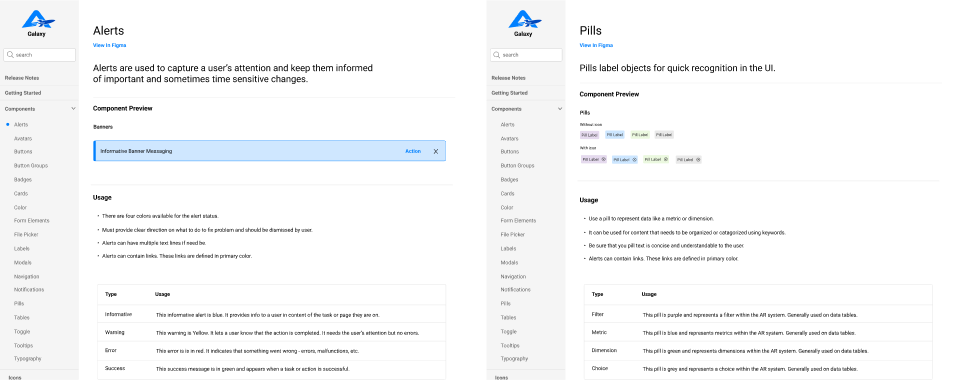 Galaxy
search
Release Notes
Getting Started
Components
Alerts
Avatars
Buttons
Button Groups
Badges
Cards
Color
Form Elements
File Picker
Labels
Modals
Navigation
Notifications
Pills
Tables
Toggle
Tooltips
Typography
Icons
Alerts
View In Figma
Alerts are used to capture a user's attention and keep them informed
of important and sometimes time sensitive changes.
Component Preview
Banners
Informative Banner Messaging Action X
Usage
• There are four colors available for the alert status.
• Must provide clear direction on what to do to fix problem and should be dismissed by user.
• Alerts can have multiple text lines if need be.
• Alerts can contain links. These links are defined in primary color.
Type Usage
Informative This informative alert is blue. It provides info to a user in content of the task or page they are on.
Warning This warning is Yellow. It lets a user know that the action is completed. It needs the user's attention but no errors.
Error This error is in red. It indicates that something went wrong - errors, malfunctions, etc.
Success This success message is in green and appears when a task or action is successful.
Galaxy
search
Release Notes
Getting Started
Components
Alerts
Avatars
Buttons
Button Groups
Badges
Cards
Color
Form Elements
File Picker
Labels
Modals
Navigation
Notifications
Pills
Tables
Toggle
Tooltips
Typography
Icons
Pills
View In Figma
Pills label objects for quick recognition in the UI.
Component Preview
Pills
Without icon
Pill Label Pill Label Pill Label Pill Label
With icon
Pill Label Pill Label Pill Label Pill Label
Usage
• Use a pill to represent data like a metric or dimension.
• It can be used for content that needs to be organized or catagorized using keywords.
• Be sure that you pill text is concise and understandable to the user.
• Alerts can contain links. These links are defined in primary color.
Type Usage
Filter This pill is purple and represents a filter within the AR system. Generally used on data tables.
Metric This pill is blue and represents metrics within the AR system. Generally used on data tables.
Dimension This pill is green and represents dimensions within the AR system. Generally used on data tables.
Choice This pill is grey and represents a choice within the AR system. Generally used on data tables.